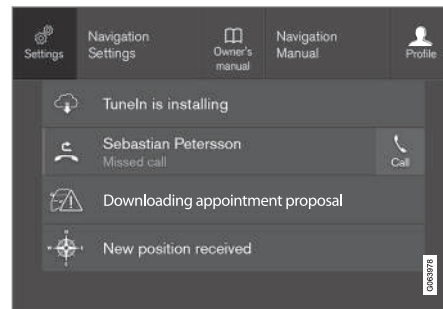 Settings
Navigation
Settings
Owner's
manual
Navigation
Manual
Profile
TuneIn is installing
Sebastian Petersson
Missed call
Call
Downloading appointment proposal
New position received
G063978